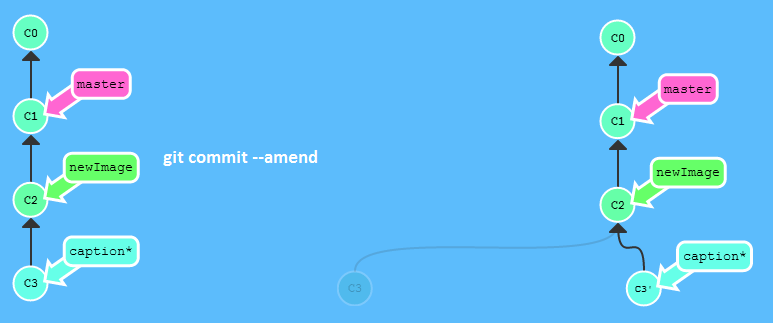 C0
master
C1
newImage
C2
caption*
C3
git commit --amend
C0
master
C1
newImage
C2
caption*
C3
C3'